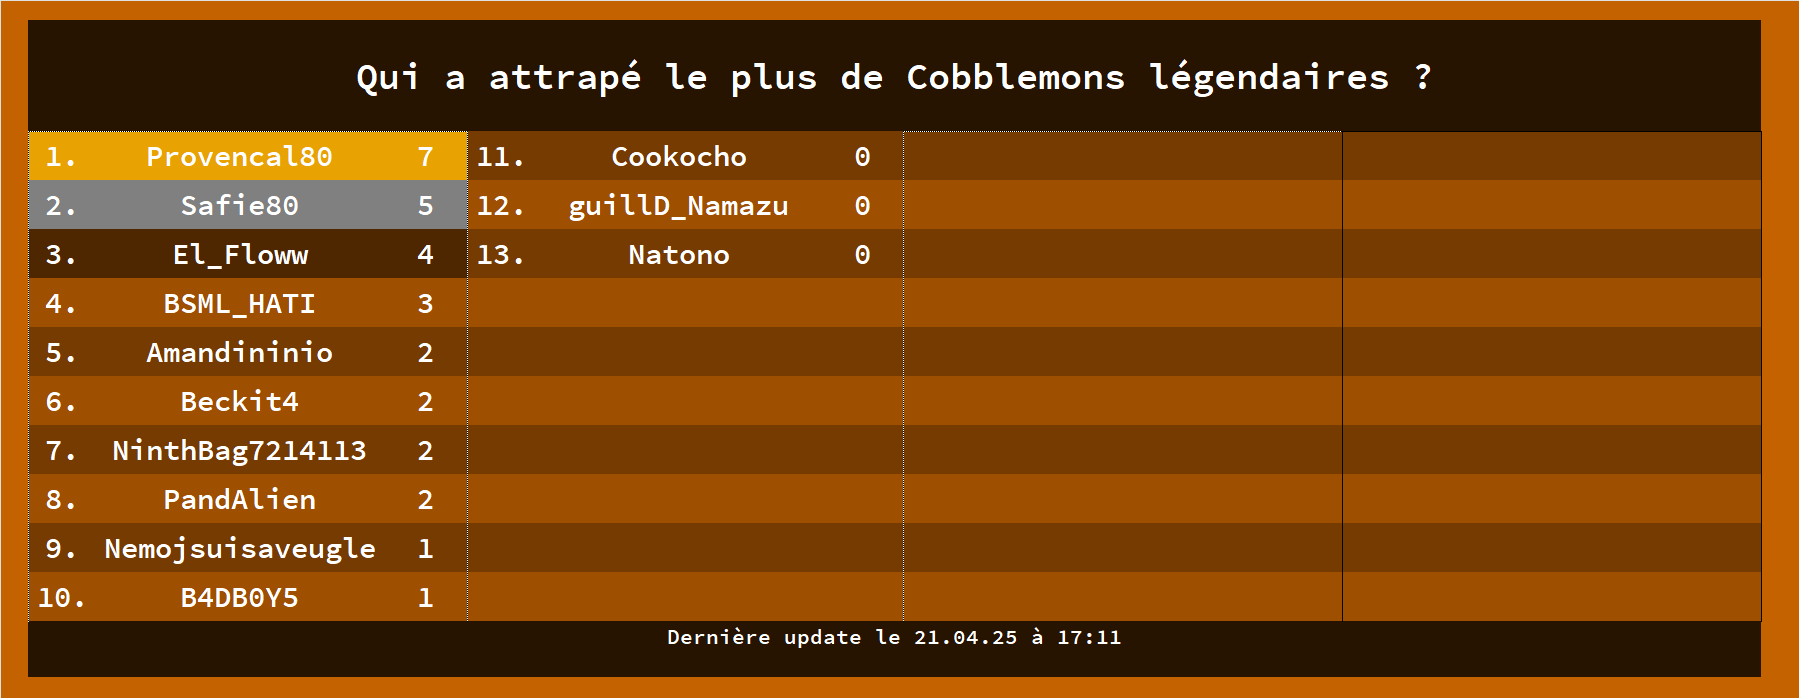 Qui a attrapé le plus de Cobblemons légendaires ?
1. Provencal80 7
2. Safie80 5
3. El_Floww 4
4. BSML_HATI 3
5. Amandininio 2
6. Beckit4 2
7. NinthBag7214113 2
8. PandAlien 2
9. Nemojsuisaveugle 1
10. B4DB0Y5 1
11. Cookocho 0
12. guillD_Namazu 0
13. Natono 0
Dernière update le 21.04.25 à 17:11